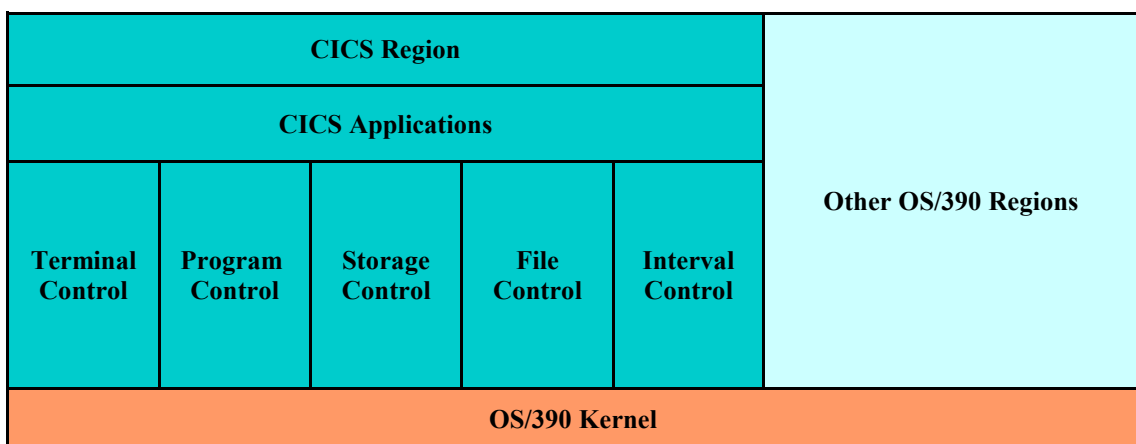 CICS Region
CICS Applications
Other OS/390 Regions
Terminal
Control
Program
Control
Storage
Control
File
Control
Interval
Control
OS/390 Kernel